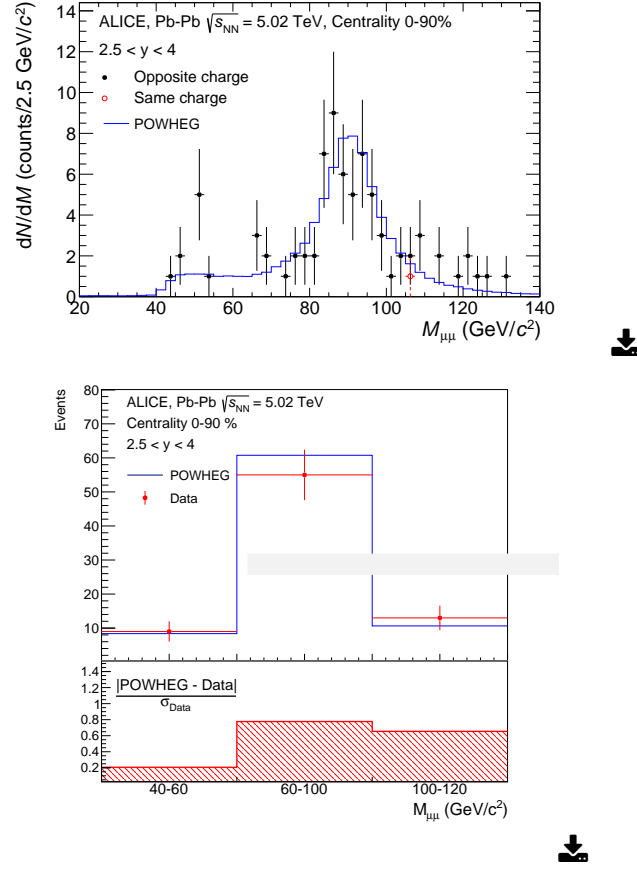 ALICE, Pb-Pb √sNN = 5.02 TeV, Centrality 0-90%
2.5 < y < 4
Opposite charge
Same charge
POWHEG
dN/dM (counts/2.5 GeV/c²)
14
12
10
8
6
4
2
0
20 40 60 80 100 120 140
Mμμ (GeV/c²)
Events
ALICE, Pb-Pb √sNN = 5.02 TeV
Centrality 0-90 %
2.5 < y < 4
POWHEG
Data
80
70
60
50
40
30
20
10
|POWHEG - Data|
σData
1.4
1.2
1
0.8
0.6
0.4
0.2
40-60 60-100 100-120
Mμμ (GeV/c²)